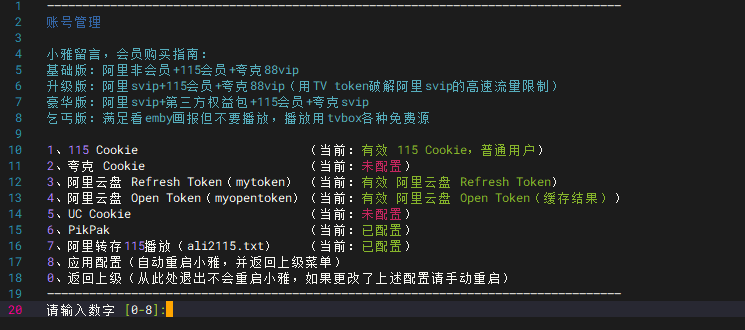 1 ----------------------------------------------------------------------------------
2 账号管理
3
4 小雅留言，会员购买指南：
5 基础版：阿里非会员+115会员+夸克88vip
6 升级版：阿里svip+115会员+夸克88vip（用TV token破解阿里svip的高速流量限制）
7 豪华版：阿里svip+第三方权益包+115会员+夸克svip
8 乞丐版：满足看emby画报但不要播放，播放用tvbox各种免费源
9
10 1、115 Cookie （当前：有效 115 Cookie，普通用户）
11 2、夸克 Cookie （当前：未配置）
12 3、阿里云盘 Refresh Token（mytoken） （当前：有效 阿里云盘 Refresh Token）
13 4、阿里云盘 Open Token（myopentoken） （当前：有效 阿里云盘 Open Token（缓存结果））
14 5、UC Cookie （当前：未配置）
15 6、PikPak （当前：已配置）
16 7、阿里转存115播放（ali2115.txt） （当前：已配置）
17 8、应用配置（自动重启小雅，并返回上级菜单）
18 0、返回上级（从此处退出不会重启小雅，如果更改了上述配置请手动重启）
19 ----------------------------------------------------------------------------------
20 请输入数字 [0-8]: